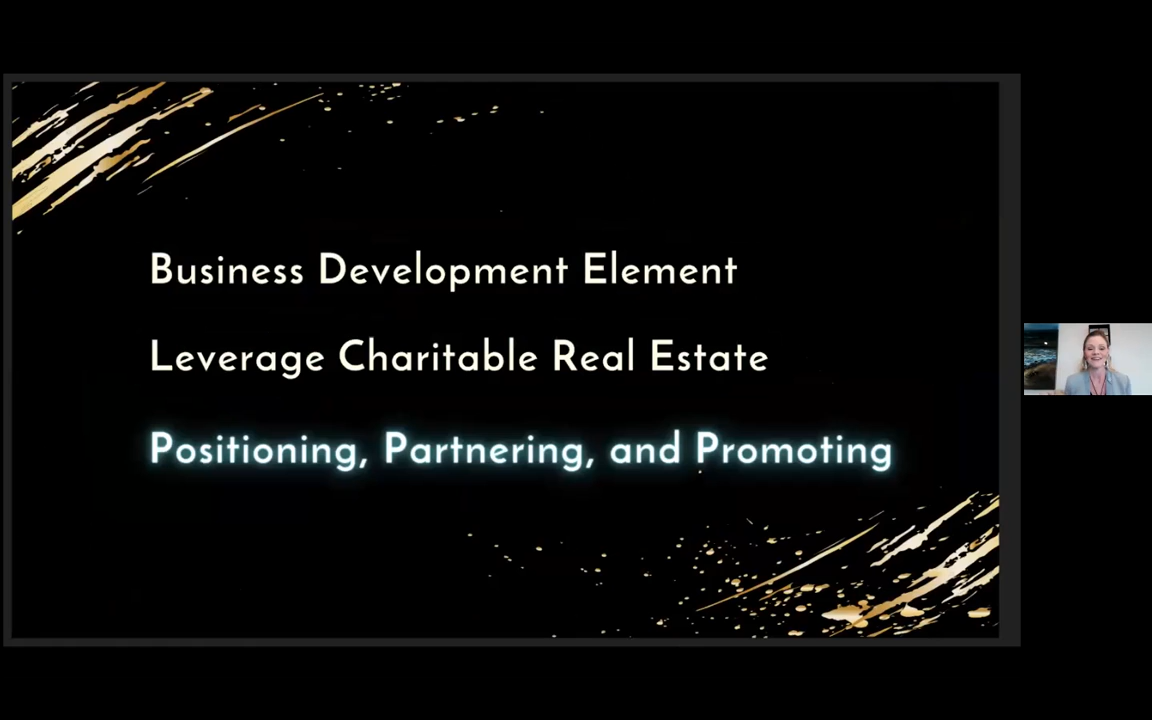 Business Development Element
Leverage Charitable Real Estate
Positioning, Partnering, and Promoting